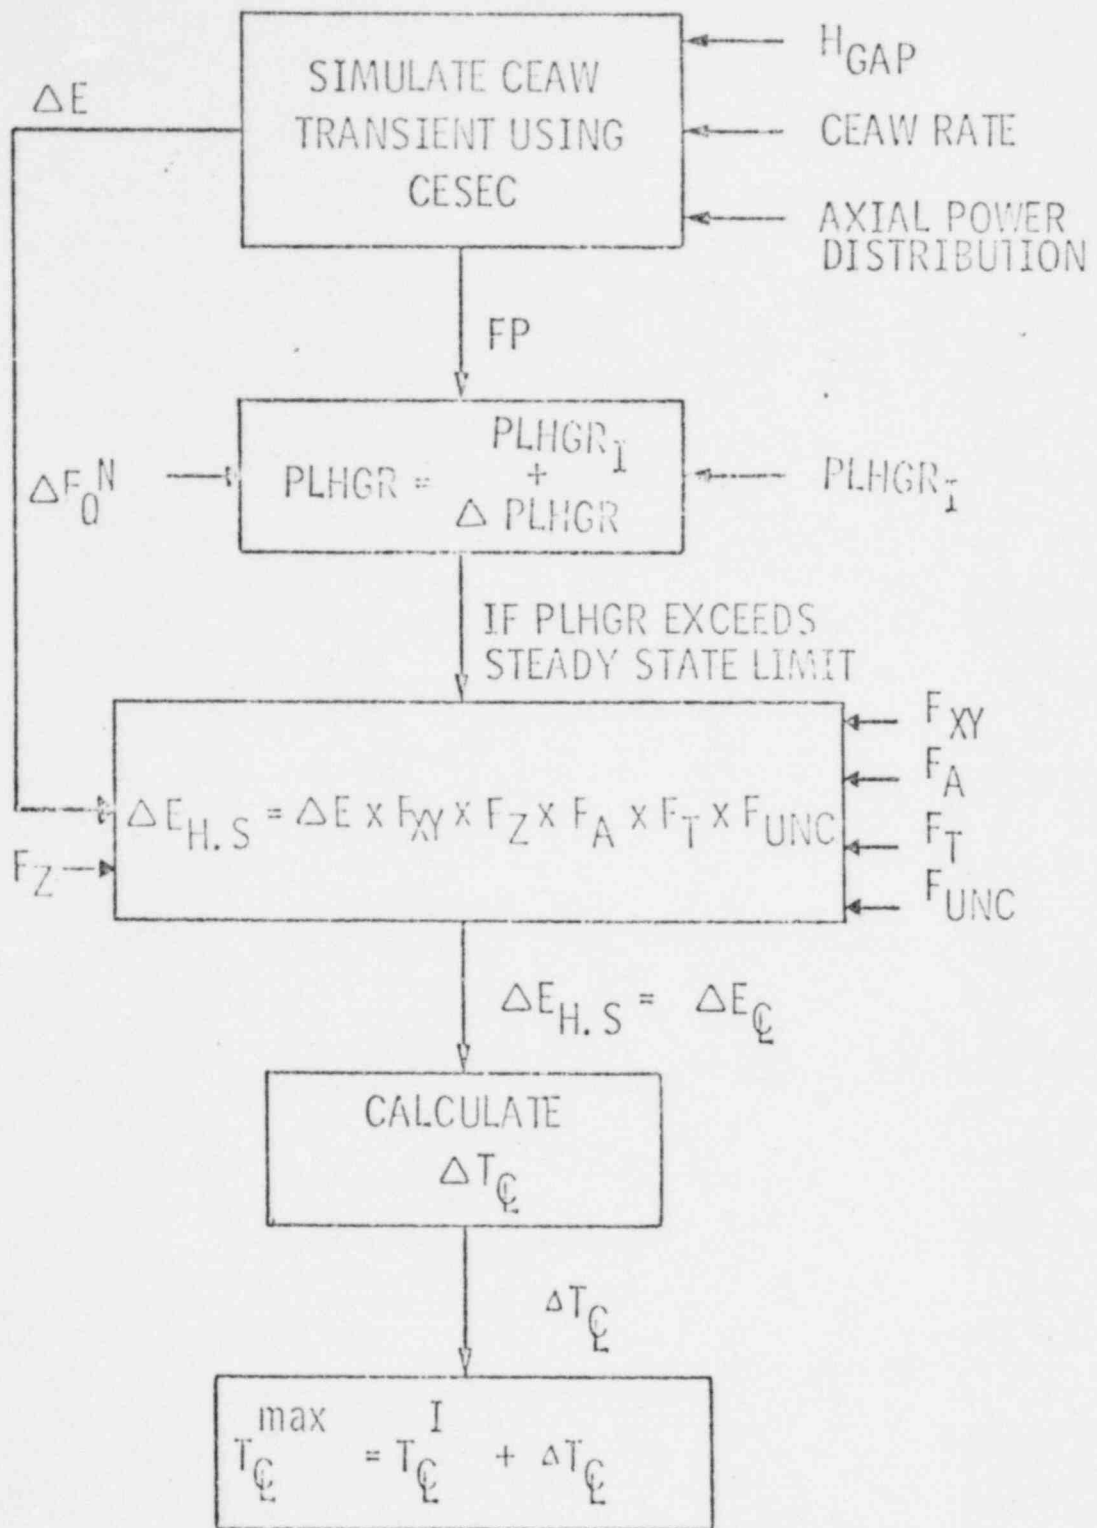 SIMULATE CEAW
TRANSIENT USING
CESEC
H_GAP
CEAW RATE
AXIAL POWER
DISTRIBUTION
ΔE
FP
ΔF_Q^N
PLHGR = PLHGR_I
+
Δ PLHGR
PLHGR_I
IF PLHGR EXCEEDS
STEADY STATE LIMIT
ΔE_H.S = ΔE x F_XY x F_Z x F_A x F_T x F_UNC
F_XY
F_A
F_T
F_UNC
F_Z
ΔE_H.S = ΔE_℄
CALCULATE
ΔT_℄
ΔT_℄
T_℄^max = T_℄^I + ΔT_℄